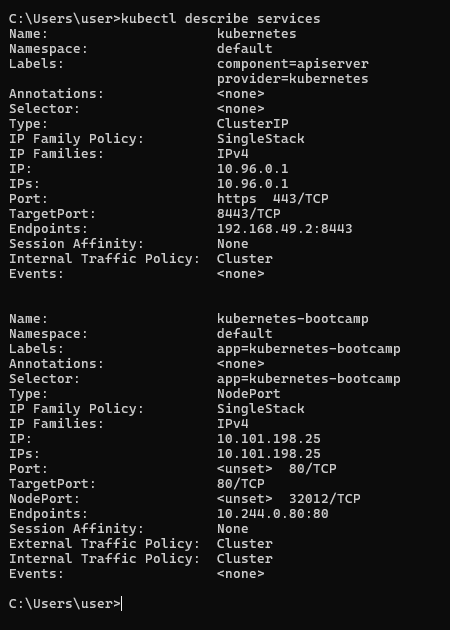 C:\Users\user>kubectl describe services
Name:                     kubernetes
Namespace:                default
Labels:                   component=apiserver
                          provider=kubernetes
Annotations:              <none>
Selector:                 <none>
Type:                     ClusterIP
IP Family Policy:         SingleStack
IP Families:              IPv4
IP:                       10.96.0.1
IPs:                      10.96.0.1
Port:                     https  443/TCP
TargetPort:               8443/TCP
Endpoints:                192.168.49.2:8443
Session Affinity:         None
Internal Traffic Policy:  Cluster
Events:                   <none>


Name:                     kubernetes-bootcamp
Namespace:                default
Labels:                   app=kubernetes-bootcamp
Annotations:              <none>
Selector:                 app=kubernetes-bootcamp
Type:                     NodePort
IP Family Policy:         SingleStack
IP Families:              IPv4
IP:                       10.101.198.25
IPs:                      10.101.198.25
Port:                     <unset>  80/TCP
TargetPort:               80/TCP
NodePort:                 <unset>  32012/TCP
Endpoints:                10.244.0.80:80
Session Affinity:         None
External Traffic Policy:  Cluster
Internal Traffic Policy:  Cluster
Events:                   <none>

C:\Users\user>